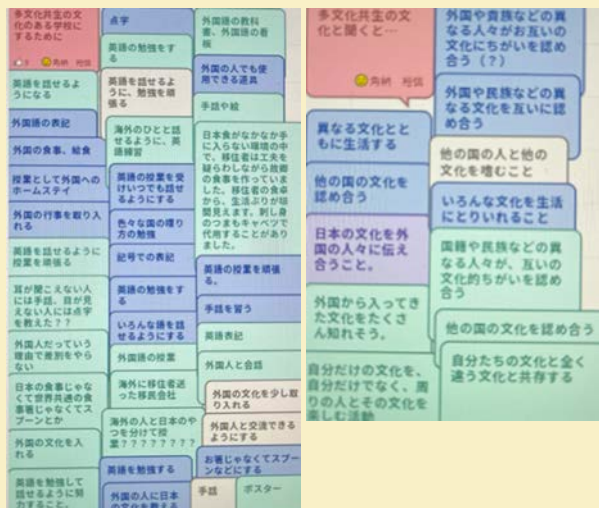 多文化共生の文
化のある学校に
するために
英語を話せるよ
うになる
外国語の表記
外国の食事、給食
授業として外国への
ホームステイ
外国の行事を取り入
れる
英語を話せるように
授業を頑張る
耳が聞こえない人
には手話、目が見
えない人には点字
を教えた??
外国人だっていう
理由で差別をやら
ない
日本の食事じゃな
くて世界共通の食
事箸じゃなくてス
プーンとか
外国の文化を入
れる
英語を勉強して
話せるように努
力すること。
点字
英語の勉強をす
る
英語を話せるよ
うに、勉強を頑
張る
海外のひとと話
せるように、英
語練習
英語の授業を受
けいつでも話せ
るようにする
色々な国の喋り
方の勉強
記号での表記
英語の勉強をす
る
いろんな語を話
せるようにする
外国語の授業
海外に移住者送
った移民会社
海外の人と日本のや
つを分けて授
業????????
英語を勉強する
外国の人に日本
の文化を教える
外国語の教科
書、外国語の看
板
外国の人でも使
用できる道具
手話や絵
日本食がなかなか手
に入らない環境の中
で、移住者は工夫を
凝らしながら故郷
の食事を作っていま
した。移住者の食卓
から、生活ぶりが垣
間見えます。刺し身
のつまもキャベツで
代用することがあり
ました。
英語の授業を頑張
る。
手話を習う
英語表記
外国人と会話
外国の文化を少し取
り入れる
外国人と交流できる
ようにする
お箸じゃなくてスプー
ンなどにする
手話
ポスター
多文化共生の文
化と聞くと…
異なる文化とと
もに生活する
他の国の文化を
認め合う
日本の文化を外
国の人々に伝え
合うこと。
外国から入ってき
た文化をたくさ
ん知れそう。
自分だけの文化を、
自分だけでなく、周
りの人とその文化を
楽しむ活動
外国や貴族などの異
なる人々がお互いの
文化にちがいを認め
合う(?)
外国や民族などの異
なる文化を互いに認
め合う
他の国の人と他の
文化を嗜むこと
いろんな文化を生活
にとりいれること
国籍や民族などの異
なる人々が、互いの
文化的ちがいを認め
合う
他の国の文化を認め合う
自分たちの文化と全く
違う文化と共存する